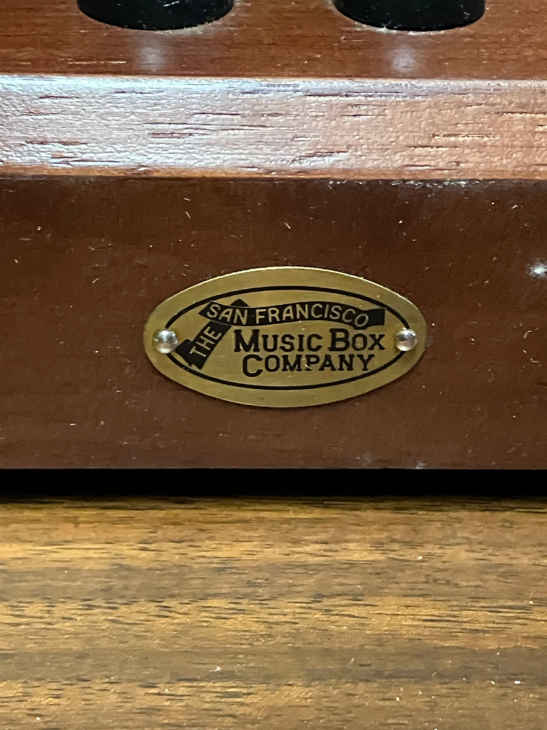 THE
SAN FRANCISCO
MUSIC BOX
COMPANY